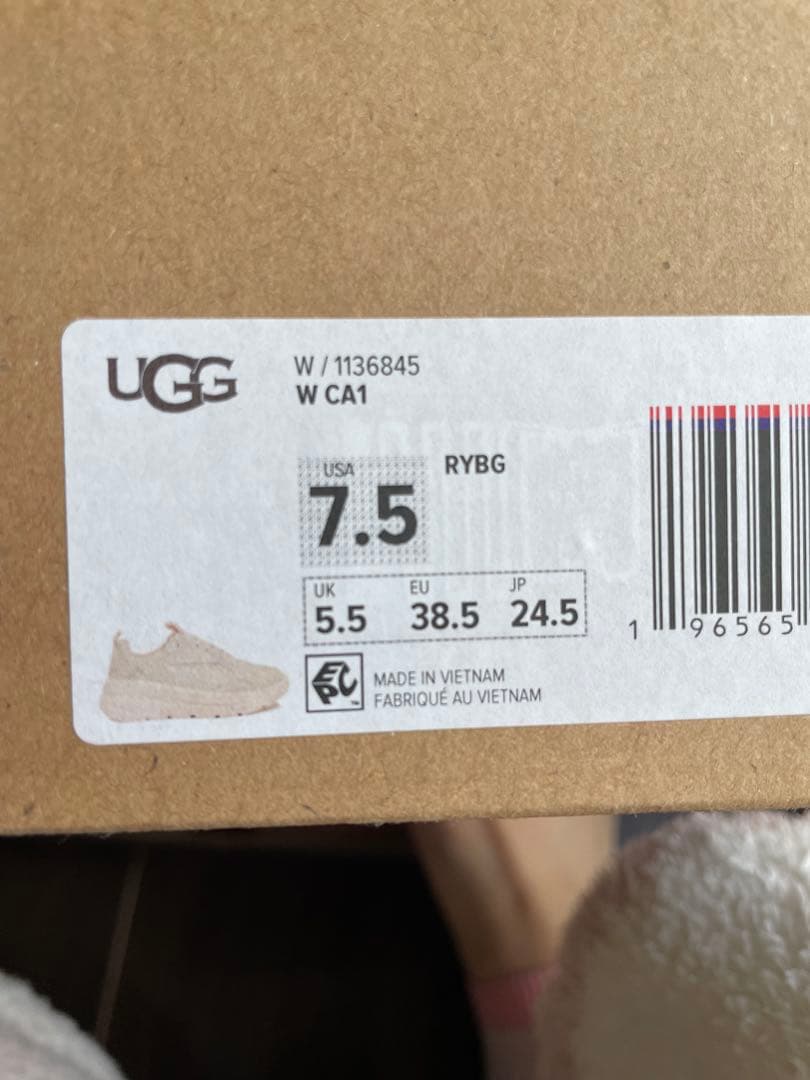 UGG
W / 1136845
W CA1
USA
RYBG
7.5
UK EU JP
5.5 38.5 24.5
1 96565
EPC
MADE IN VIETNAM
FABRIQUÉ AU VIETNAM